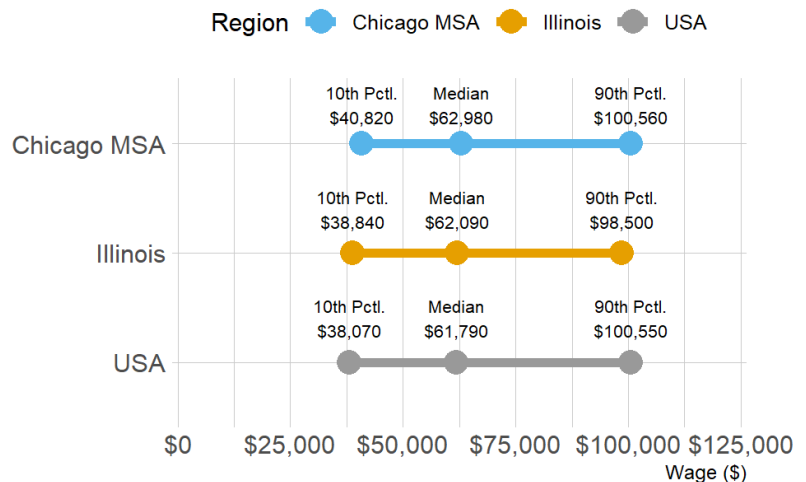 Region Chicago MSA Illinois USA
10th Pctl. Median 90th Pctl.
$40,820 $62,980 $100,560
Chicago MSA
10th Pctl. Median 90th Pctl.
$38,840 $62,090 $98,500
Illinois
10th Pctl. Median 90th Pctl.
$38,070 $61,790 $100,550
USA
$0 $25,000 $50,000 $75,000 $100,000 $125,000
Wage ($)